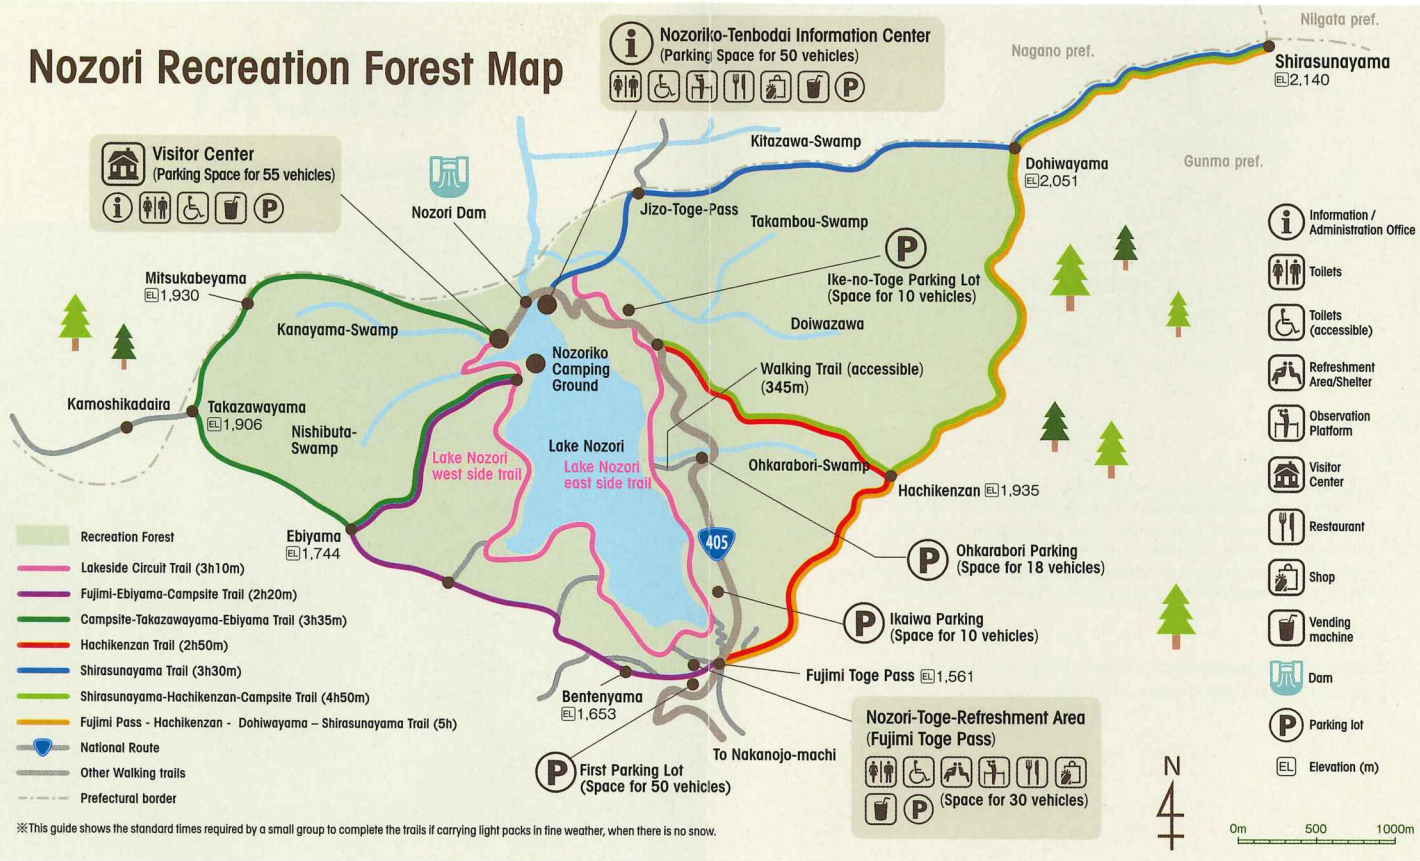 Nozori Recreation Forest Map
Nozoriko-Tenbodai Information Center
(Parking Space for 50 vehicles)
Niigata pref.
Nagano pref.
Shirasunayama
EL 2,140
Visitor Center
(Parking Space for 55 vehicles)
Nozori Dam
Kitazawa-Swamp
Dohiwayama
EL 2,051
Gunma pref.
Jizo-Toge-Pass
Takambou-Swamp
Mitsukabeyama
EL 1,930
Ike-no-Toge Parking Lot
(Space for 10 vehicles)
Kanayama-Swamp
Doiwazawa
Nozoriko
Camping
Ground
Walking Trail (accessible)
(345m)
Kamoshikadaira
Takazawayama
EL 1,906
Nishibuta-
Swamp
Lake Nozori
west side trail
Lake Nozori
Lake Nozori
east side trail
Ohkarabori-Swamp
Hachikenzan EL 1,935
Ebiyama
EL 1,744
405
Ohkarabori Parking
(Space for 18 vehicles)
Ikaiwa Parking
(Space for 10 vehicles)
Fujimi Toge Pass EL 1,561
Bentenyama
EL 1,653
Nozori-Toge-Refreshment Area
(Fujimi Toge Pass)
(Space for 30 vehicles)
To Nakanojo-machi
First Parking Lot
(Space for 50 vehicles)
Recreation Forest
Lakeside Circuit Trail (3h10m)
Fujimi-Ebiyama-Campsite Trail (2h20m)
Campsite-Takazawayama-Ebiyama Trail (3h35m)
Hachikenzan Trail (2h50m)
Shirasunayama Trail (3h30m)
Shirasunayama-Hachikenzan-Campsite Trail (4h50m)
Fujimi Pass - Hachikenzan - Dohiwayama – Shirasunayama Trail (5h)
National Route
Other Walking trails
Prefectural border
※This guide shows the standard times required by a small group to complete the trails if carrying light packs in fine weather, when there is no snow.
Information /
Administration Office
Toilets
Toilets
(accessible)
Refreshment
Area/Shelter
Observation
Platform
Visitor
Center
Restaurant
Shop
Vending
machine
Dam
P Parking lot
EL Elevation (m)
N
0m 500 1000m